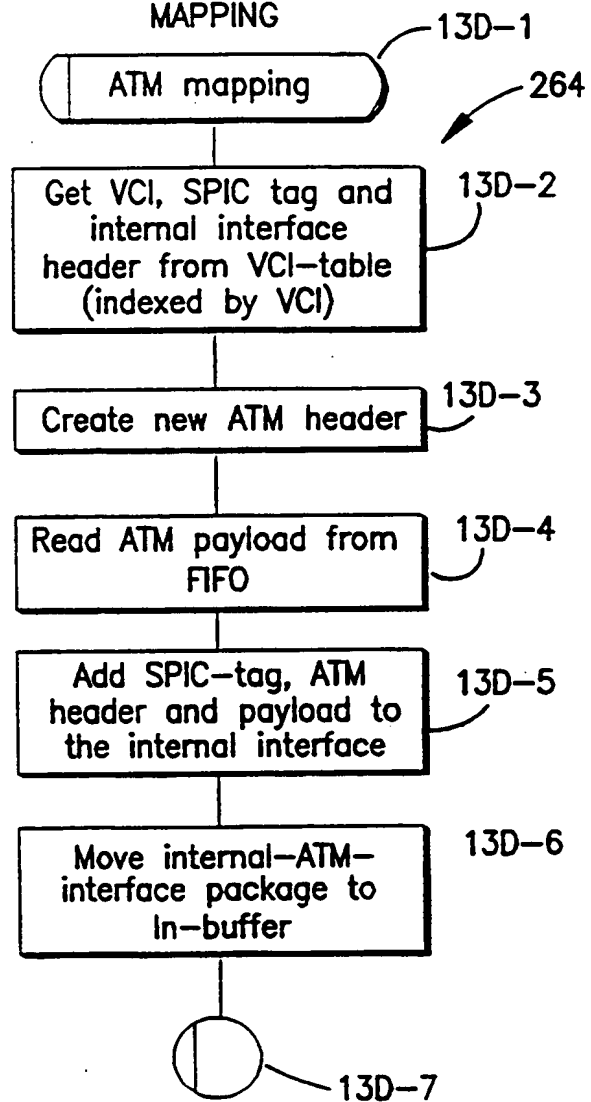 MAPPING
13D-1
ATM mapping
264
13D-2
Get VCI, SPIC tag and
internal interface
header from VCI-table
(indexed by VCI)
13D-3
Create new ATM header
13D-4
Read ATM payload from
FIFO
13D-5
Add SPIC-tag, ATM
header and payload to
the internal interface
13D-6
Move internal-ATM-
interface package to
In-buffer
13D-7